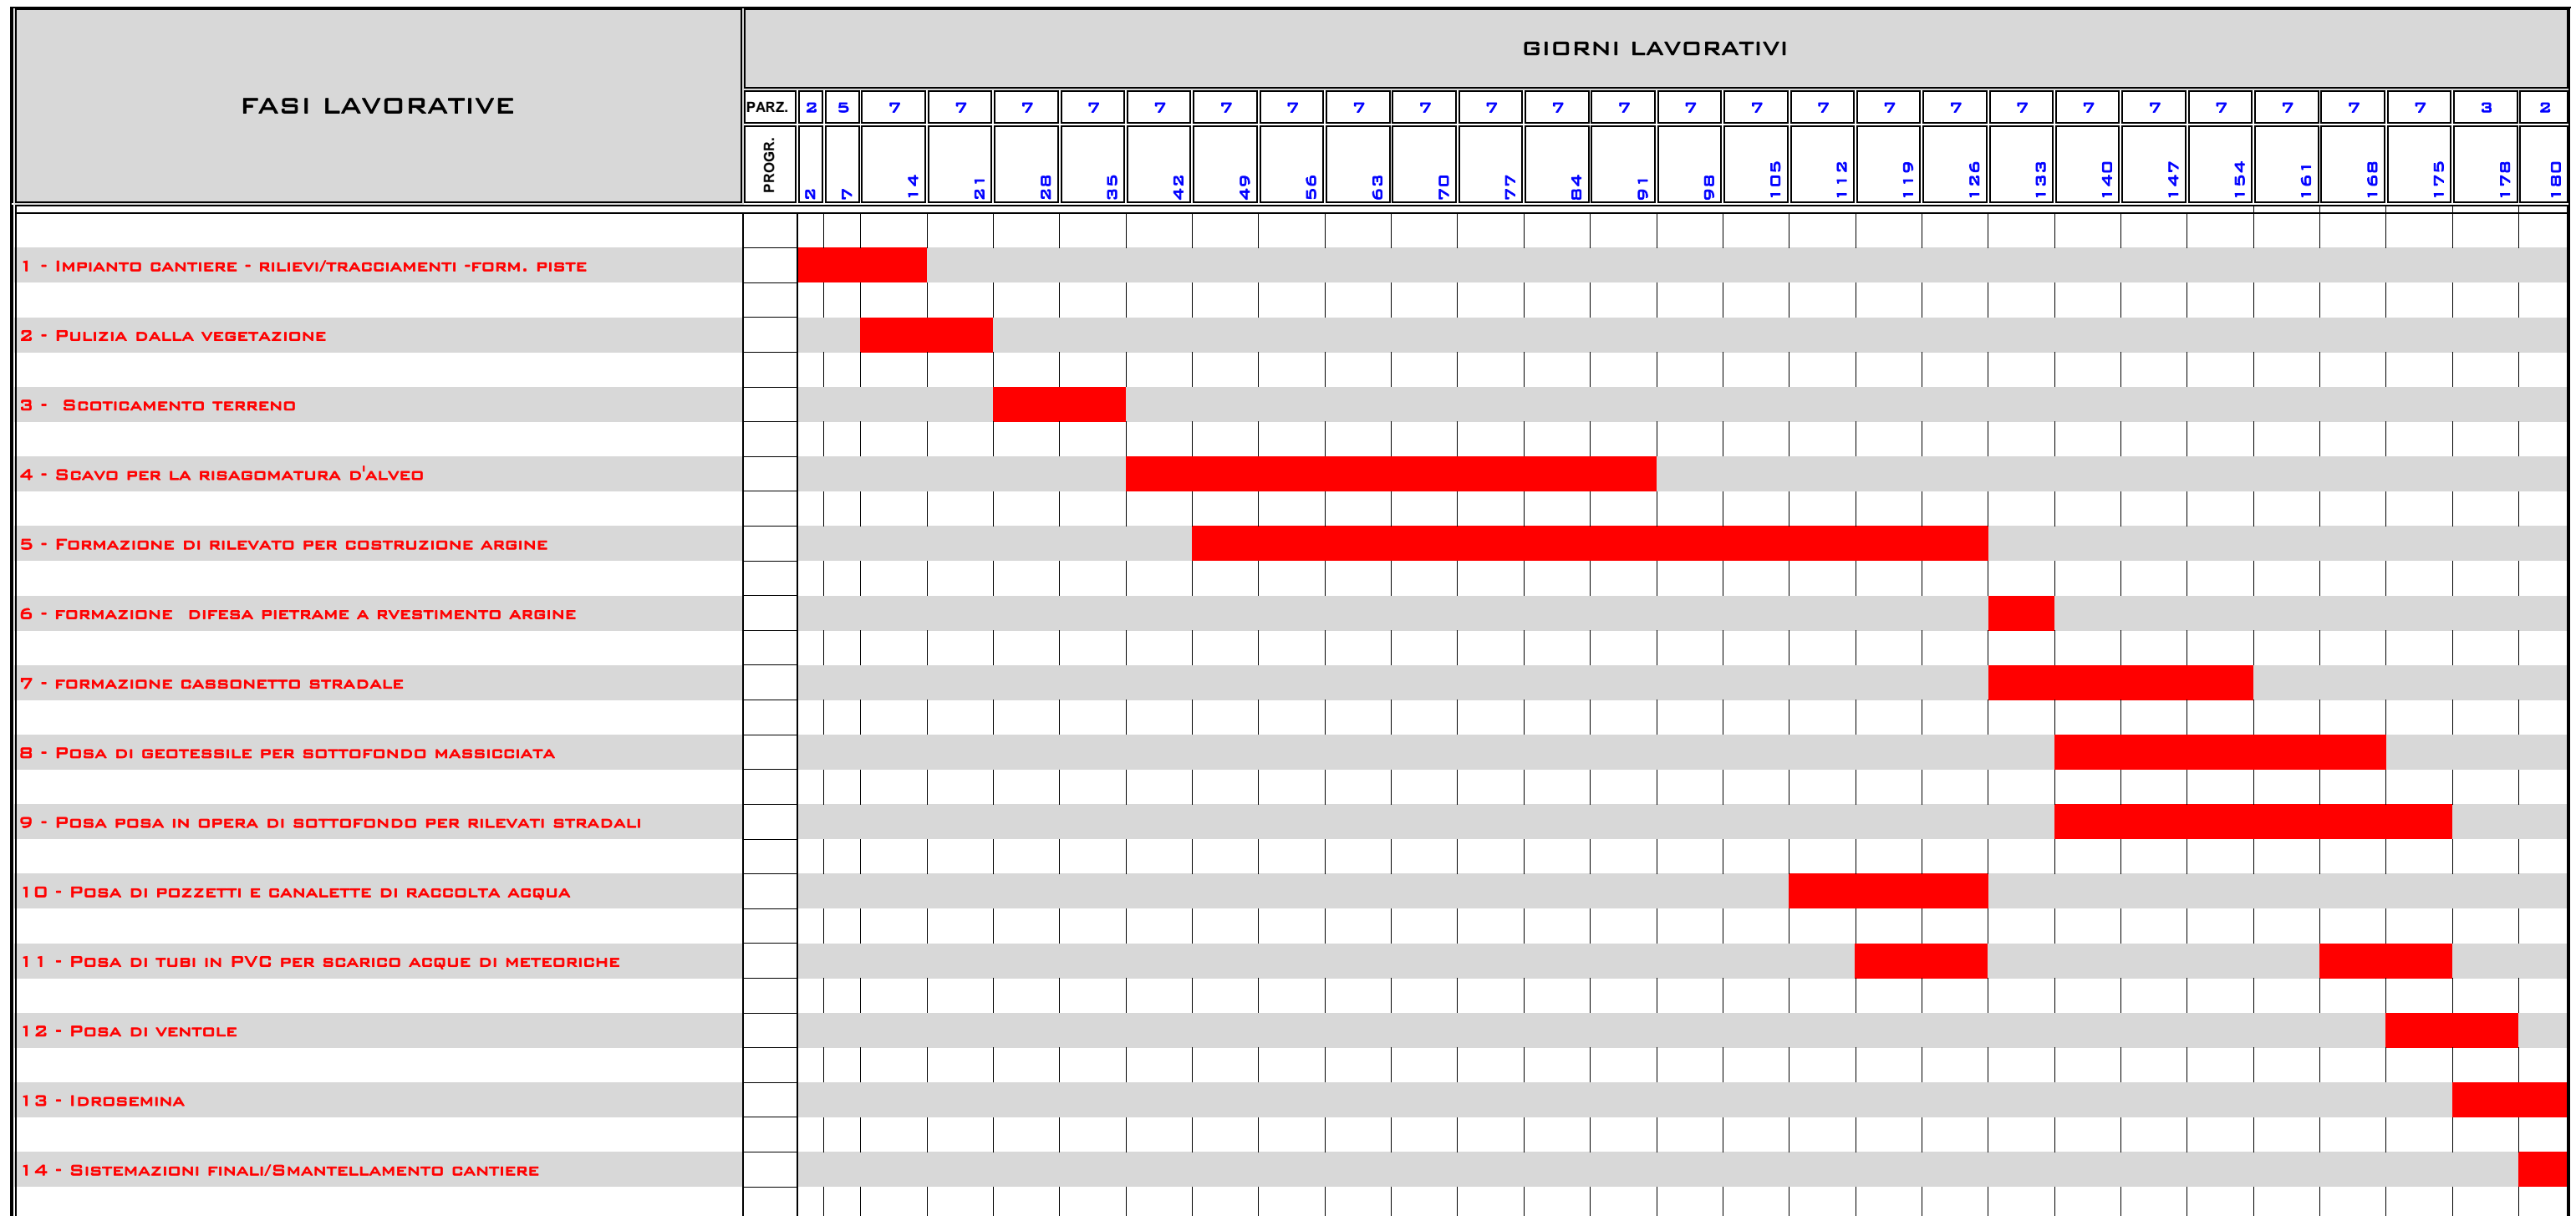 GIORNI LAVORATIVI
FASI LAVORATIVE
PARZ. 2 5 7 7 7 7 7 7 7 7 7 7 7 7 7 7 7 7 7 7 7 7 7 7 7 7 3 2
PROGR. 2 7 14 21 28 35 42 49 56 63 70 77 84 91 98 105 112 119 126 133 140 147 154 161 168 175 178 180
1 - Impianto cantiere - rilievi/tracciamenti -form. piste
2 - Pulizia dalla vegetazione
3 -  Scoticamento terreno
4 - Scavo per la risagomatura d'alveo
5 - Formazione di rilevato per costruzione argine
6 - formazione  difesa pietrame a rvestimento argine
7 - formazione cassonetto stradale
8 - Posa di geotessile per sottofondo massicciata
9 - Posa posa in opera di sottofondo per rilevati stradali
10 - Posa di pozzetti e canalette di raccolta acqua
11 - Posa di tubi in PVC per scarico acque di meteoriche
12 - Posa di ventole
13 - Idrosemina
14 - Sistemazioni finali/Smantellamento cantiere